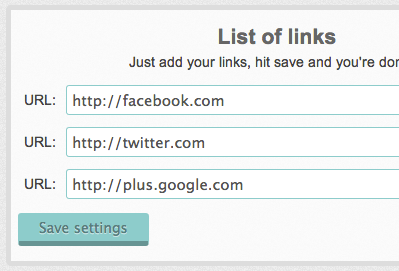 List of links
Just add your links, hit save and you're don
URL: http://facebook.com
URL: http://twitter.com
URL: http://plus.google.com
Save settings